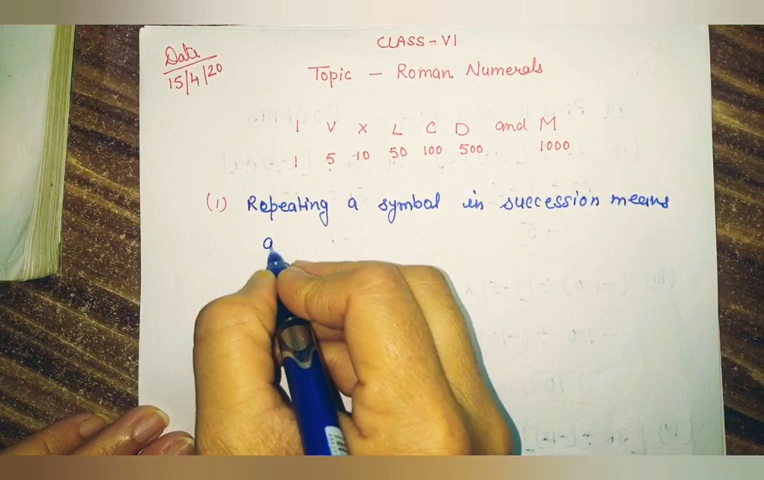 CLASS - VI
Date
15/4/20
Topic - Roman Numerals
I V X L C D and M
1 5 10 50 100 500 1000
(1) Repeating a symbol in succession means
a